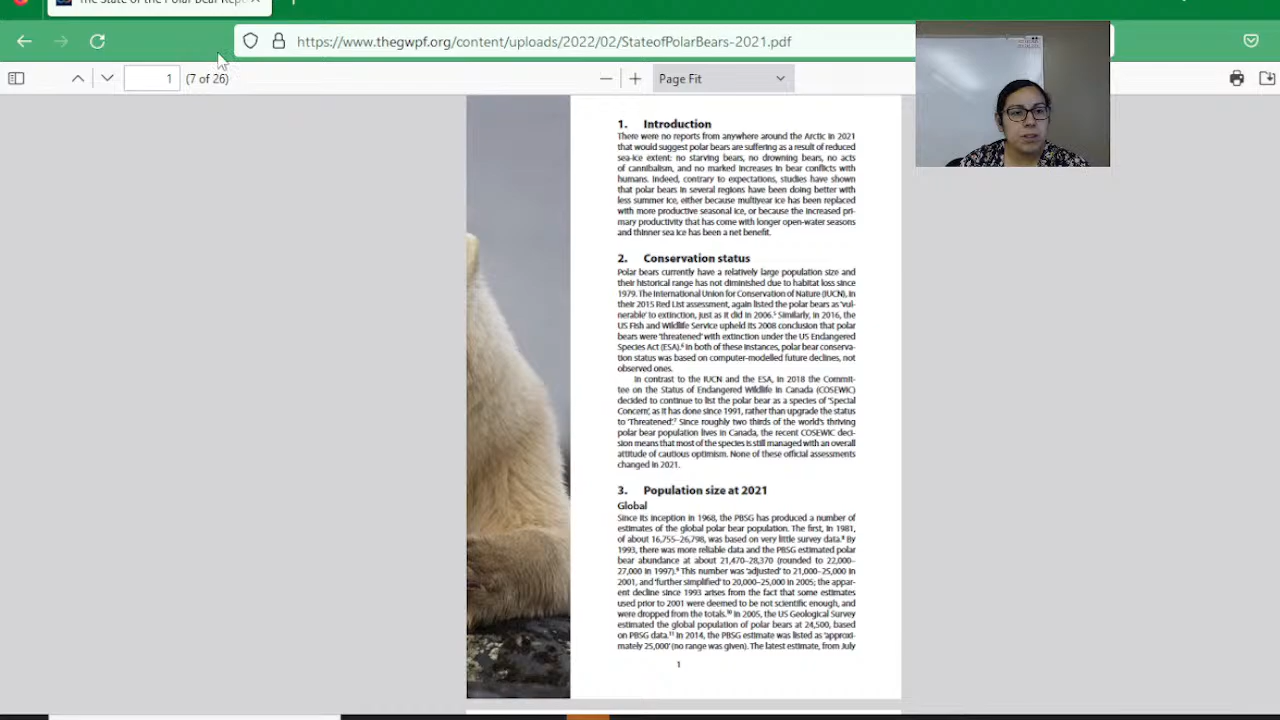 The State of the Polar Bear Repo
https://www.thegwpf.org/content/uploads/2022/02/StateofPolarBears-2021.pdf
1 (7 of 26) Page Fit
1. Introduction
There were no reports from anywhere around the Arctic in 2021
that would suggest polar bears are suffering as a result of reduced
sea-ice extent: no starving bears, no drowning bears, no acts
of cannibalism, and no marked increases in bear conflicts with
humans. Indeed, contrary to expectations, studies have shown
that polar bears in several regions have been doing better with
less summer ice, either because multiyear ice has been replaced
with more productive seasonal ice, or because the increased pri-
mary productivity that has come with longer open-water seasons
and thinner sea ice has been a net benefit.
2. Conservation status
Polar bears currently have a relatively large population size and
their historical range has not diminished due to habitat loss since
1979. The International Union for Conservation of Nature (IUCN), in
their 2015 Red List assessment, again listed the polar bears as 'vul-
nerable' to extinction, just as it did in 2006.5 Similarly, in 2016, the
US Fish and Wildlife Service upheld its 2008 conclusion that polar
bears were 'threatened' with extinction under the US Endangered
Species Act (ESA).6 In both of these instances, polar bear conserva-
tion status was based on computer-modelled future declines, not
observed ones.
In contrast to the IUCN and the ESA, in 2018 the Commit-
tee on the Status of Endangered Wildlife in Canada (COSEWIC)
decided to continue to list the polar bear as a species of 'Special
Concern', as it has done since 1991, rather than upgrade the status
to 'Threatened'.7 Since roughly two thirds of the world's thriving
polar bear population lives in Canada, the recent COSEWIC deci-
sion means that most of the species is still managed with an overall
attitude of cautious optimism. None of these official assessments
changed in 2021.
3. Population size at 2021
Global
Since its inception in 1968, the PBSG has produced a number of
estimates of the global polar bear population. The first, in 1981,
of about 16,755–26,798, was based on very little survey data.8 By
1993, there was more reliable data and the PBSG estimated polar
bear abundance at about 21,470–28,370 (rounded to 22,000–
27,000 in 1997).9 This number was 'adjusted' to 21,000–25,000 in
2001, and 'further simplified' to 20,000–25,000 in 2005; the appar-
ent decline since 1993 arises from the fact that some estimates
used prior to 2001 were deemed to be not scientific enough, and
were dropped from the totals.10 In 2005, the US Geological Survey
estimated the global population of polar bears at 24,500, based
on PBSG data.11 In 2014, the PBSG estimate was listed as 'approxi-
mately 25,000' (no range was given). The latest estimate, from July
1